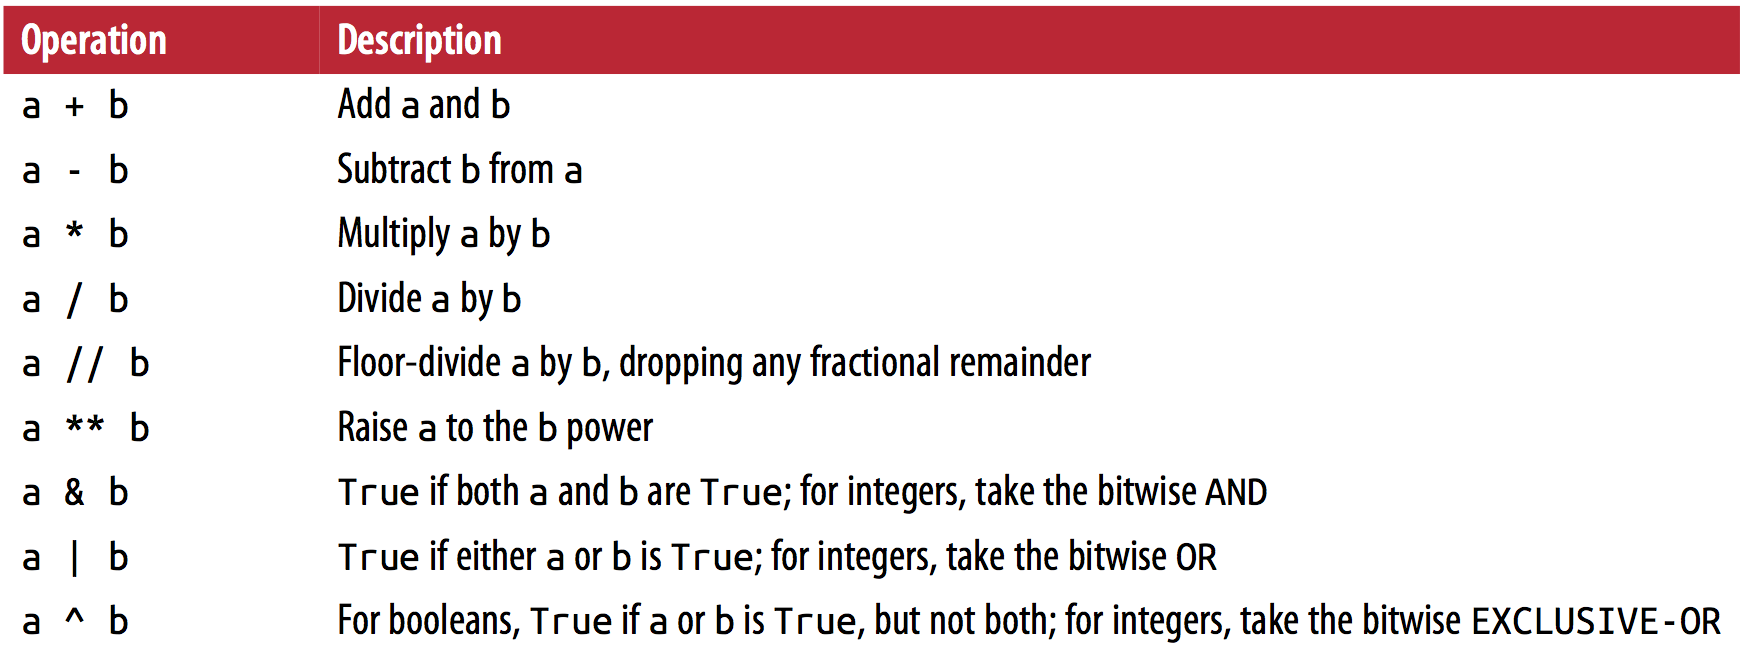 Operation Description
a + b Add a and b
a - b Subtract b from a
a * b Multiply a by b
a / b Divide a by b
a // b Floor-divide a by b, dropping any fractional remainder
a ** b Raise a to the b power
a & b True if both a and b are True; for integers, take the bitwise AND
a | b True if either a or b is True; for integers, take the bitwise OR
a ^ b For booleans, True if a or b is True, but not both; for integers, take the bitwise EXCLUSIVE-OR